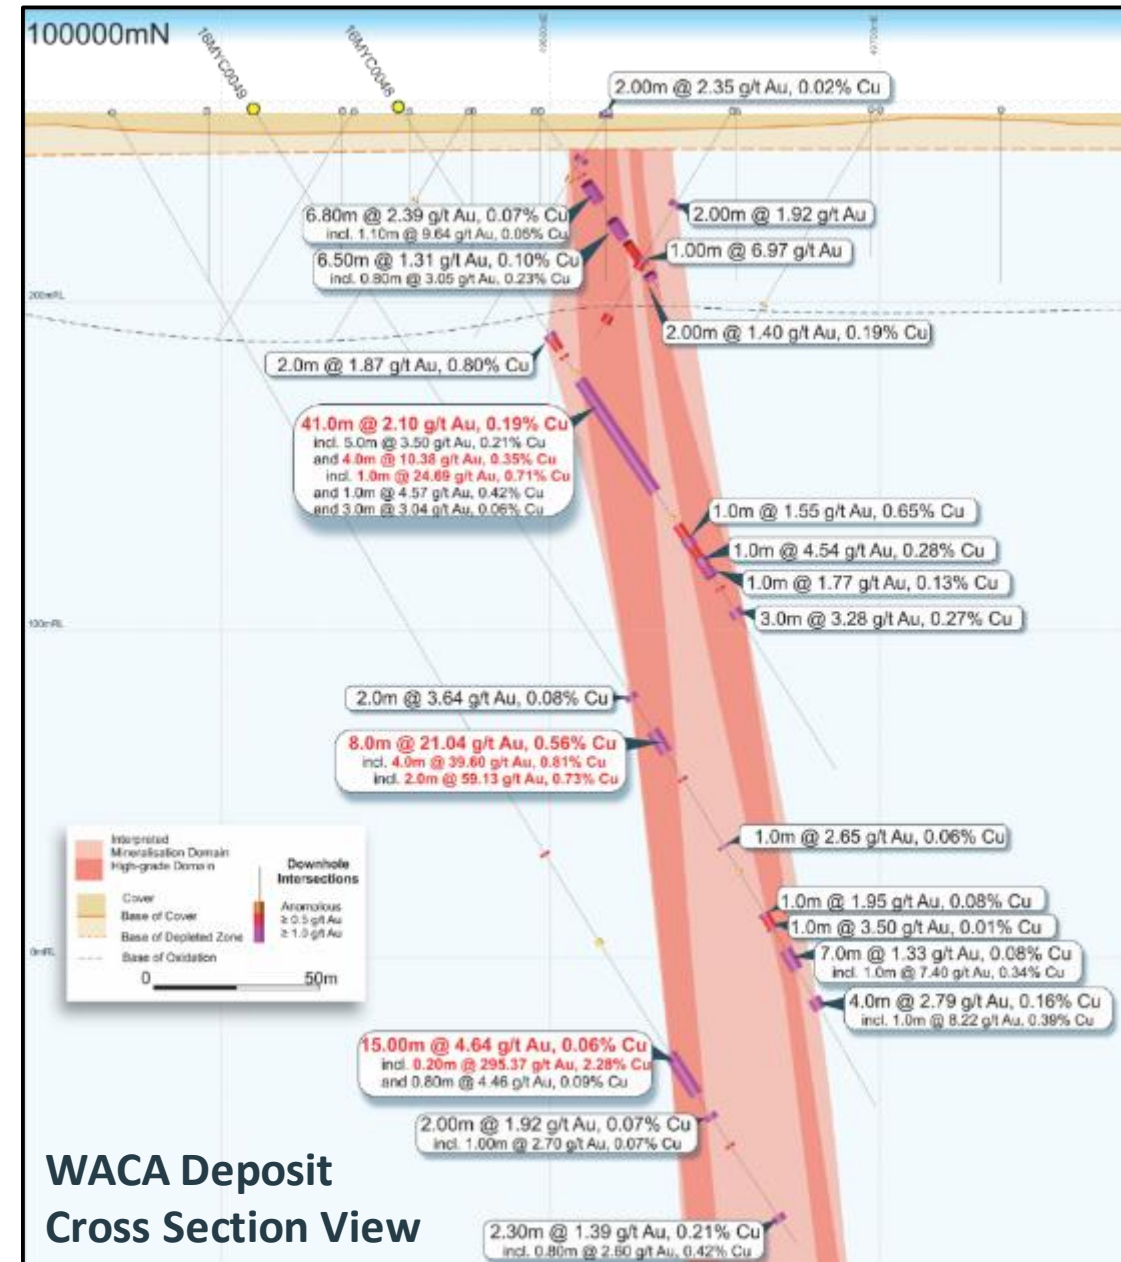 100000mN
16MYC0049
16MYC0048
2.00m @ 2.35 g/t Au, 0.02% Cu
6.80m @ 2.39 g/t Au, 0.07% Cu
incl. 1.10m @ 9.64 g/t Au, 0.05% Cu
2.00m @ 1.92 g/t Au
6.50m @ 1.31 g/t Au, 0.10% Cu
incl. 0.80m @ 3.05 g/t Au, 0.23% Cu
1.00m @ 6.97 g/t Au
200mRL
2.00m @ 1.40 g/t Au, 0.19% Cu
2.0m @ 1.87 g/t Au, 0.80% Cu
41.0m @ 2.10 g/t Au, 0.19% Cu
incl. 5.0m @ 3.50 g/t Au, 0.21% Cu
and 4.0m @ 10.38 g/t Au, 0.35% Cu
incl. 1.0m @ 24.69 g/t Au, 0.71% Cu
and 1.0m @ 4.57 g/t Au, 0.42% Cu
and 3.0m @ 3.04 g/t Au, 0.06% Cu
1.0m @ 1.55 g/t Au, 0.65% Cu
1.0m @ 4.54 g/t Au, 0.28% Cu
1.0m @ 1.77 g/t Au, 0.13% Cu
3.0m @ 3.28 g/t Au, 0.27% Cu
100mRL
2.0m @ 3.64 g/t Au, 0.08% Cu
8.0m @ 21.04 g/t Au, 0.56% Cu
incl. 4.0m @ 39.60 g/t Au, 0.81% Cu
incl. 2.0m @ 59.13 g/t Au, 0.73% Cu
1.0m @ 2.65 g/t Au, 0.06% Cu
1.0m @ 1.95 g/t Au, 0.08% Cu
1.0m @ 3.50 g/t Au, 0.01% Cu
7.0m @ 1.33 g/t Au, 0.08% Cu
incl. 1.0m @ 7.40 g/t Au, 0.34% Cu
4.0m @ 2.79 g/t Au, 0.16% Cu
incl. 1.0m @ 8.22 g/t Au, 0.39% Cu
0mRL
Interpreted
Mineralisation Domain
High-grade Domain
Cover
Base of Cover
Base of Depleted Zone
Base of Oxidation
Downhole
Intersections
Anomalous
≥ 0.5 g/t Au
≥ 1.0 g/t Au
0 50m
15.00m @ 4.64 g/t Au, 0.06% Cu
incl. 0.20m @ 295.37 g/t Au, 2.28% Cu
and 0.80m @ 4.46 g/t Au, 0.09% Cu
2.00m @ 1.92 g/t Au, 0.07% Cu
incl. 1.00m @ 2.70 g/t Au, 0.07% Cu
2.30m @ 1.39 g/t Au, 0.21% Cu
incl. 0.80m @ 2.60 g/t Au, 0.42% Cu
WACA Deposit
Cross Section View